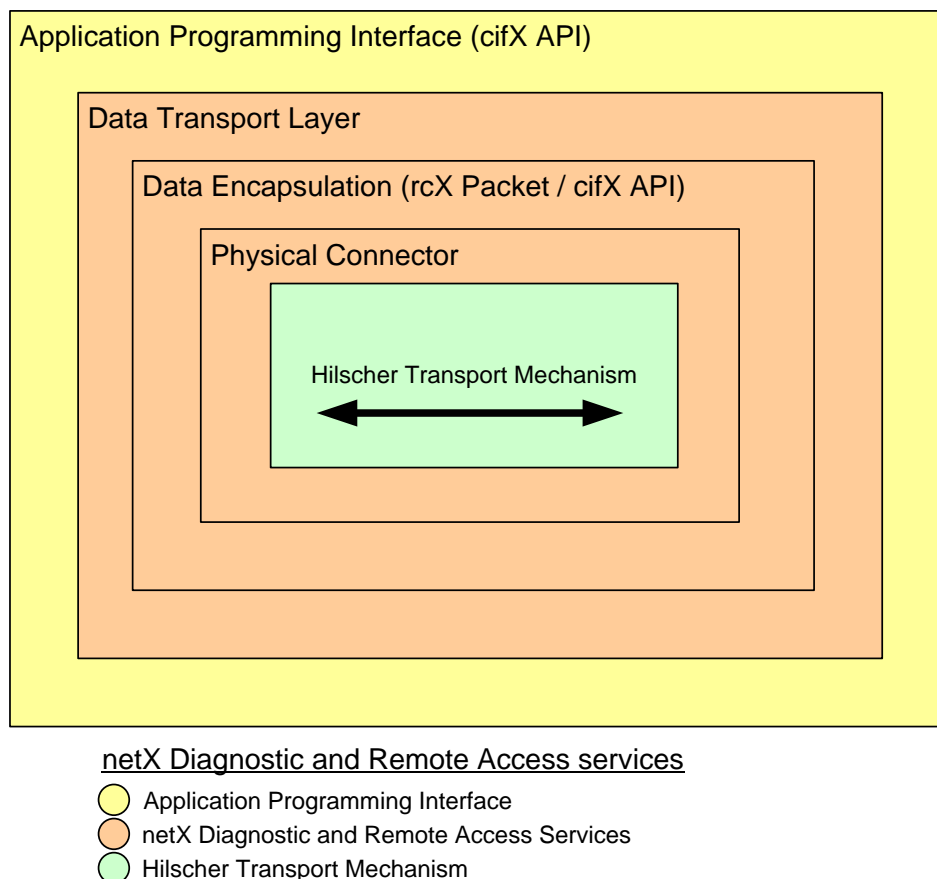 Application Programming Interface (cifX API)
Data Transport Layer
Data Encapsulation (rcX Packet / cifX API)
Physical Connector
Hilscher Transport Mechanism
netX Diagnostic and Remote Access services
Application Programming Interface
netX Diagnostic and Remote Access Services
Hilscher Transport Mechanism